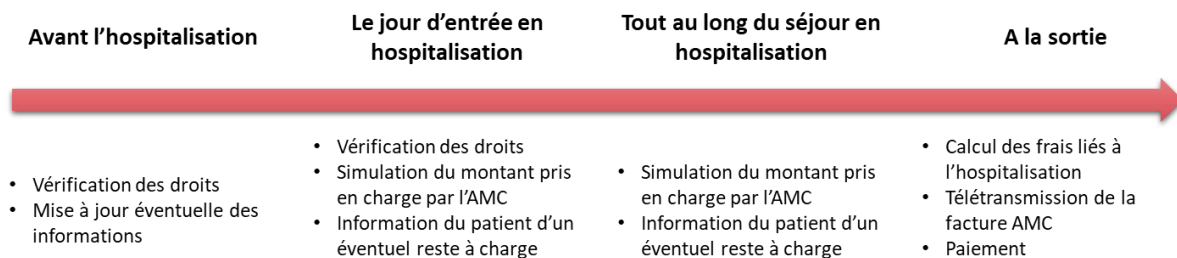 Avant l'hospitalisation
Le jour d'entrée en
hospitalisation
Tout au long du séjour en
hospitalisation
A la sortie
• Vérification des droits
• Mise à jour éventuelle des
informations
• Vérification des droits
• Simulation du montant pris
en charge par l'AMC
• Information du patient d'un
éventuel reste à charge
• Simulation du montant pris
en charge par l'AMC
• Information du patient d'un
éventuel reste à charge
• Calcul des frais liés à
l'hospitalisation
• Télétransmission de la
facture AMC
• Paiement